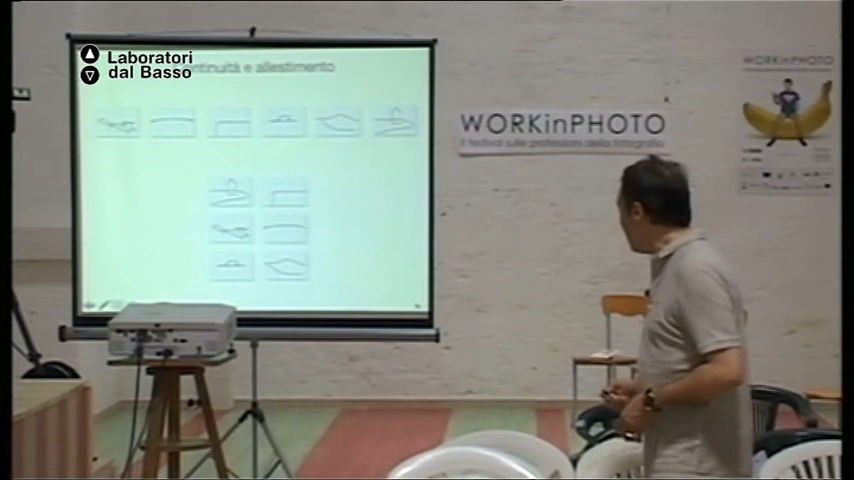 Laboratori
dal Basso
continuità e allestimento
WORKinPHOTO
il festival sulle professioni della fotografia
WORKinPHOTO